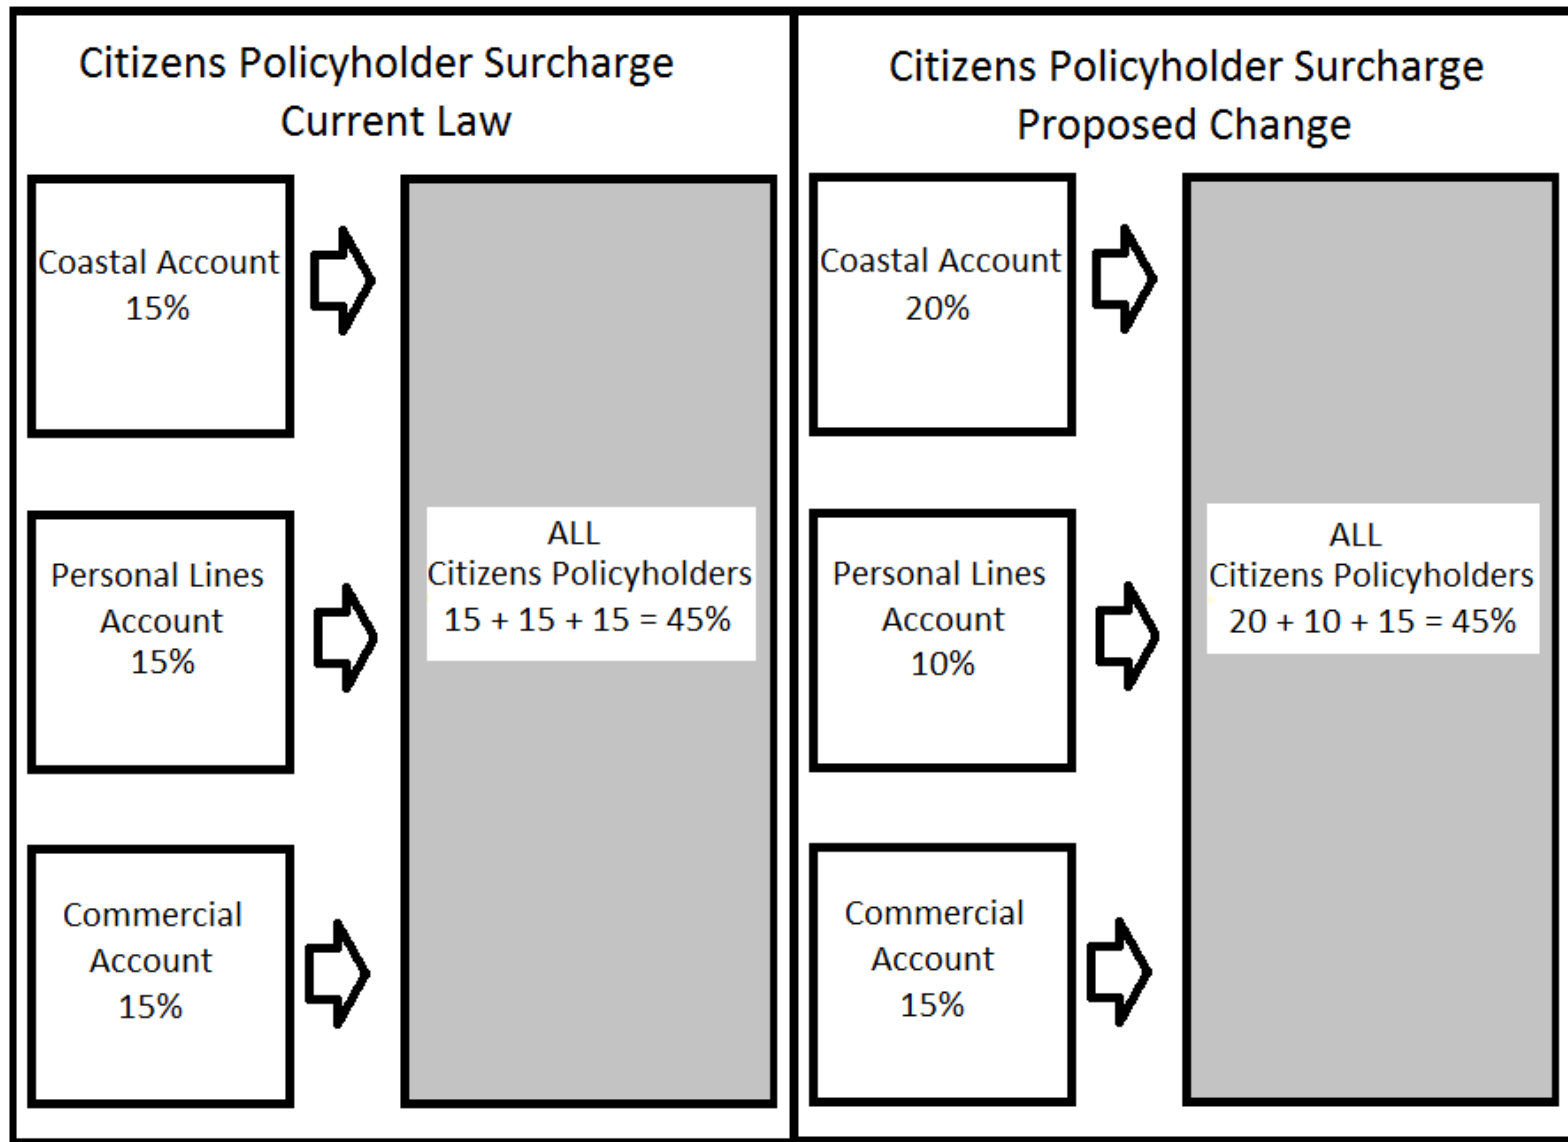 Citizens Policyholder Surcharge
Current Law
Coastal Account
15%
Personal Lines
Account
15%
Commercial
Account
15%
ALL
Citizens Policyholders
15 + 15 + 15 = 45%
Citizens Policyholder Surcharge
Proposed Change
Coastal Account
20%
Personal Lines
Account
10%
Commercial
Account
15%
ALL
Citizens Policyholders
20 + 10 + 15 = 45%